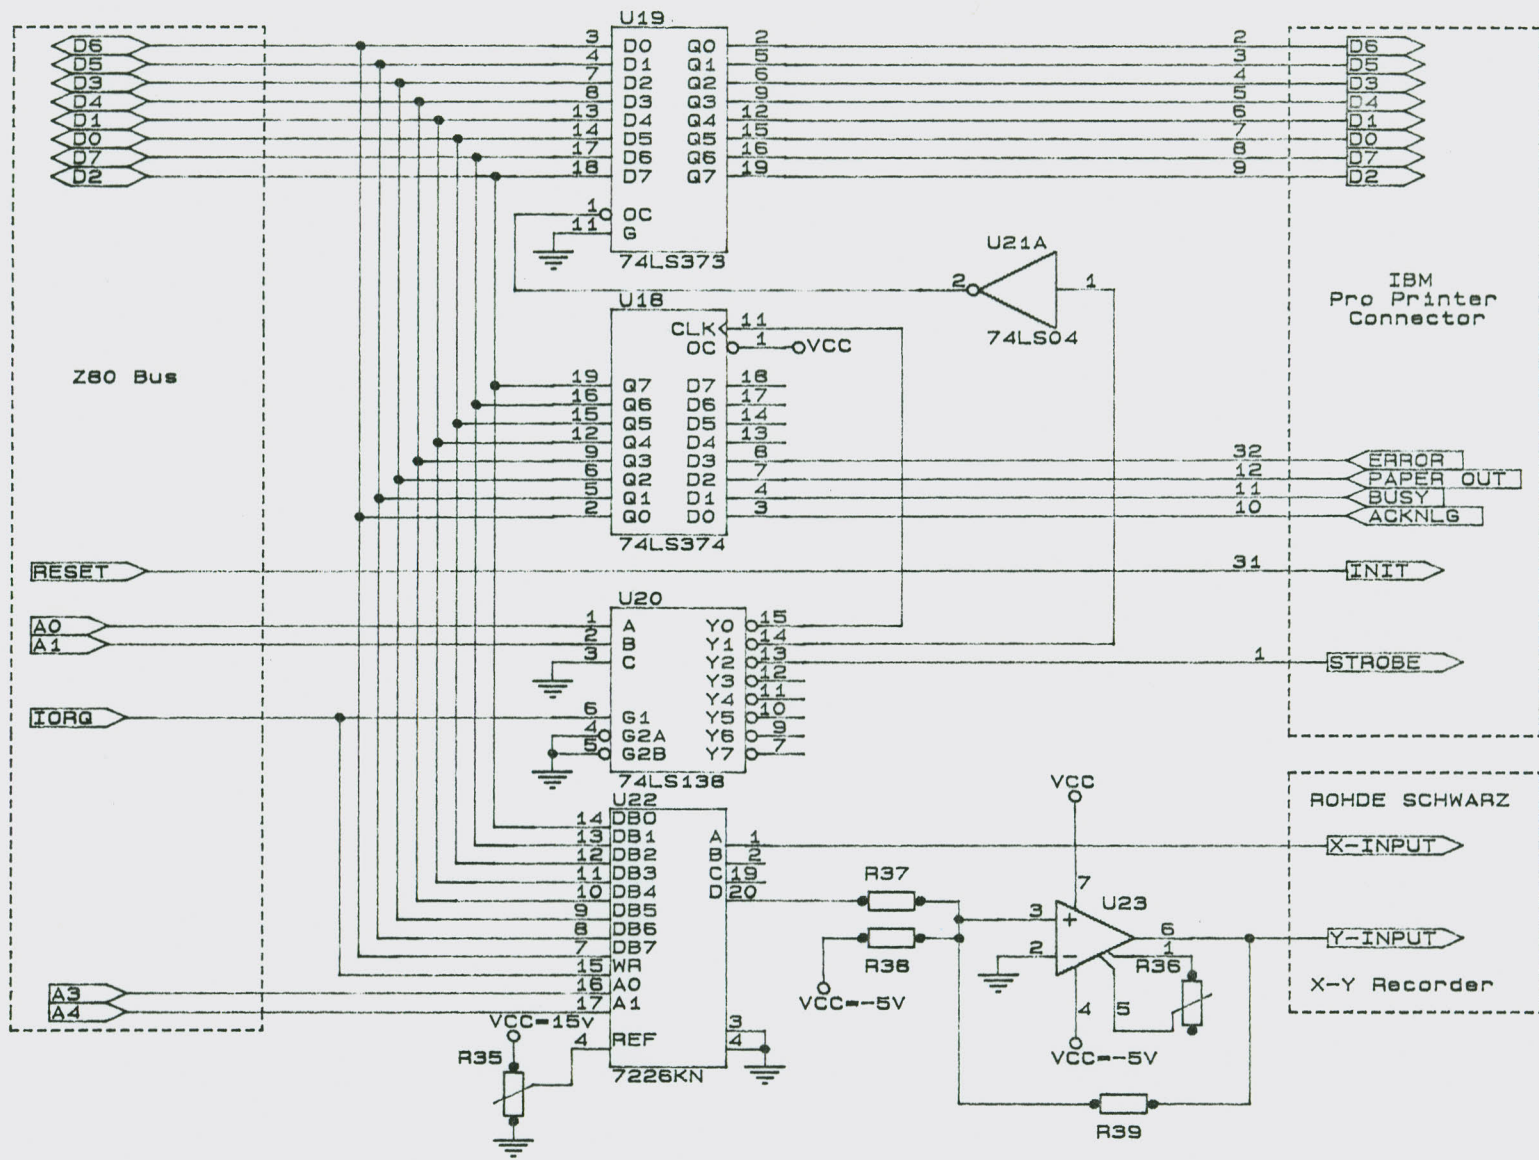 U19
D6 3 D0 Q0 2 2 D6
D5 4 D1 Q1 5 3 D5
D3 7 D2 Q2 6 4 D3
D4 8 D3 Q3 9 5 D4
D1 13 D4 Q4 12 6 D1
D0 14 D5 Q5 15 7 D0
D7 17 D6 Q6 16 8 D7
D2 18 D7 Q7 19 9 D2
1 OC
11 G
74LS373
U21A
2 1
74LS04
IBM
Pro Printer
Connector
U18
CLK 11
OC 1 VCC
Z80 Bus
19 Q7 D7 18
16 Q6 D6 17
15 Q5 D5 14
12 Q4 D4 13
9 Q3 D3 8 32 ERROR
6 Q2 D2 7 12 PAPER OUT
5 Q1 D1 4 11 BUSY
2 Q0 D0 3 10 ACKNLG
74LS374
RESET 31 INIT
U20
A0 1 A Y0 15
A1 2 B Y1 14
3 C Y2 13 1 STROBE
Y3 12
Y4 11
IORQ 6 G1 Y5 10
4 G2A Y6 9
5 G2B Y7 7
74LS138
U22
VCC
ROHDE SCHWARZ
14 DB0
13 DB1 A 1 X-INPUT
12 DB2 B 2
11 DB3 C 19
10 DB4 D 20
9 DB5
8 DB6
7 DB7
15 WR
A3 16 A0
A4 17 A1
R37
R38
VCC=-5V
7
U23
3 +
2 -
6
1
Y-INPUT
R36
4 5
VCC=-5V
X-Y Recorder
VCC=15v
R35
4 REF
3
4
7226KN
R39